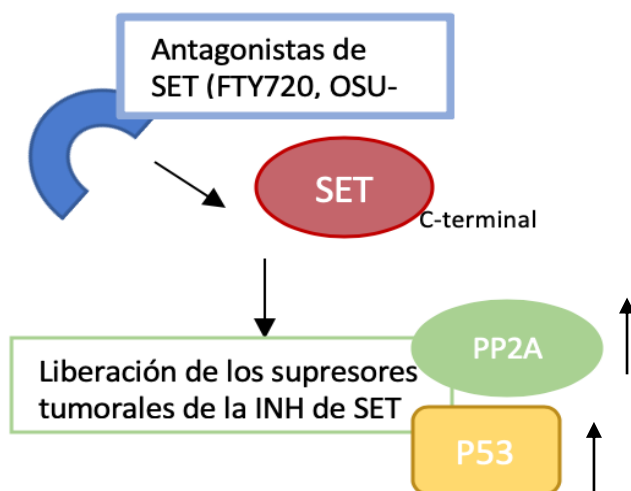 Antagonistas de
SET (FTY720, OSU-
SET
C-terminal
PP2A
Liberación de los supresores
tumorales de la INH de SET
P53